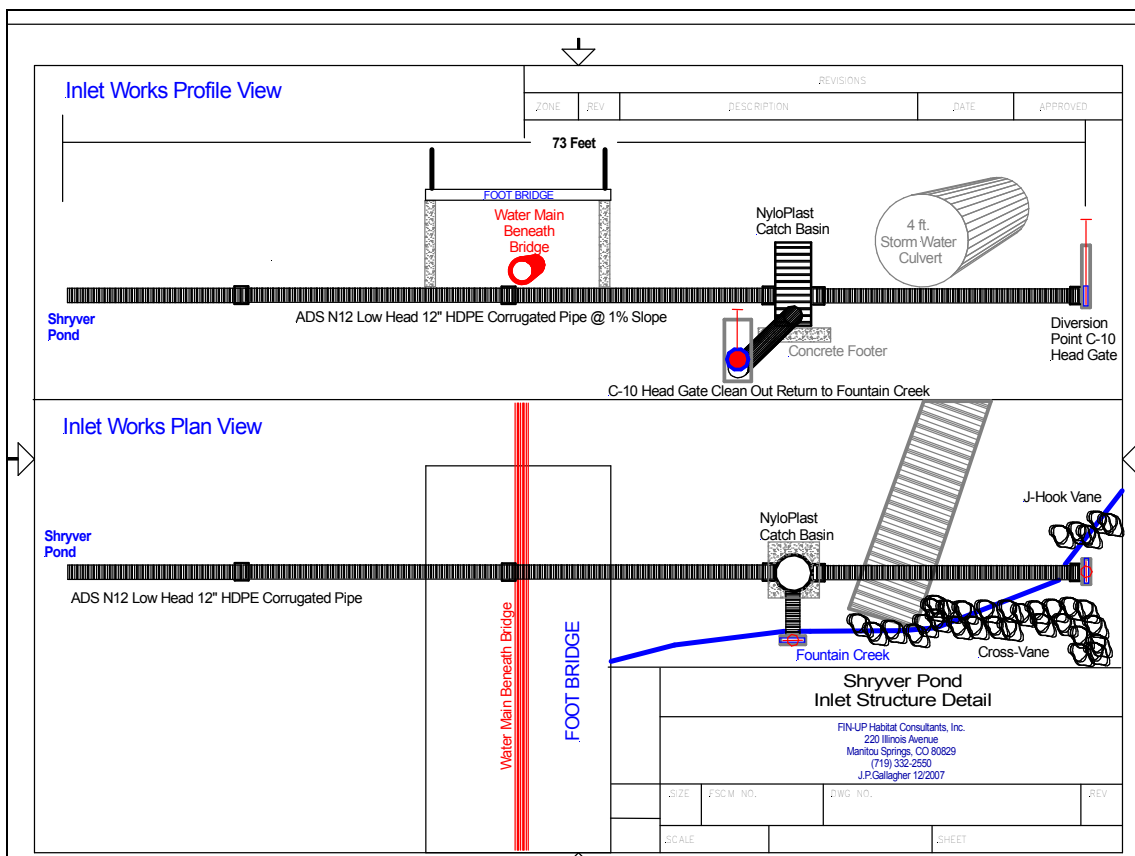 Inlet Works Profile View
REVISIONS
ZONE
REV
DESCRIPTION
DATE
APPROVED
73 Feet
FOOT BRIDGE
Water Main
Beneath
Bridge
NyloPlast
Catch Basin
4 ft.
Storm Water
Culvert
Shryver
Pond
ADS N12 Low Head 12" HDPE Corrugated Pipe @ 1% Slope
Concrete Footer
Diversion
Point C-10
Head Gate
C-10 Head Gate Clean Out Return to Fountain Creek
Inlet Works Plan View
J-Hook Vane
NyloPlast
Catch Basin
Shryver
Pond
ADS N12 Low Head 12" HDPE Corrugated Pipe
Water Main Beneath Bridge
FOOT BRIDGE
Fountain Creek
Cross-Vane
Shryver Pond
Inlet Structure Detail
FIN-UP Habitat Consultants, Inc.
220 Illinois Avenue
Manitou Springs, CO 80829
(719) 332-2550
J.P.Gallagher 12/2007
SIZE
FSCM NO.
DWG NO.
REV
SCALE
SHEET